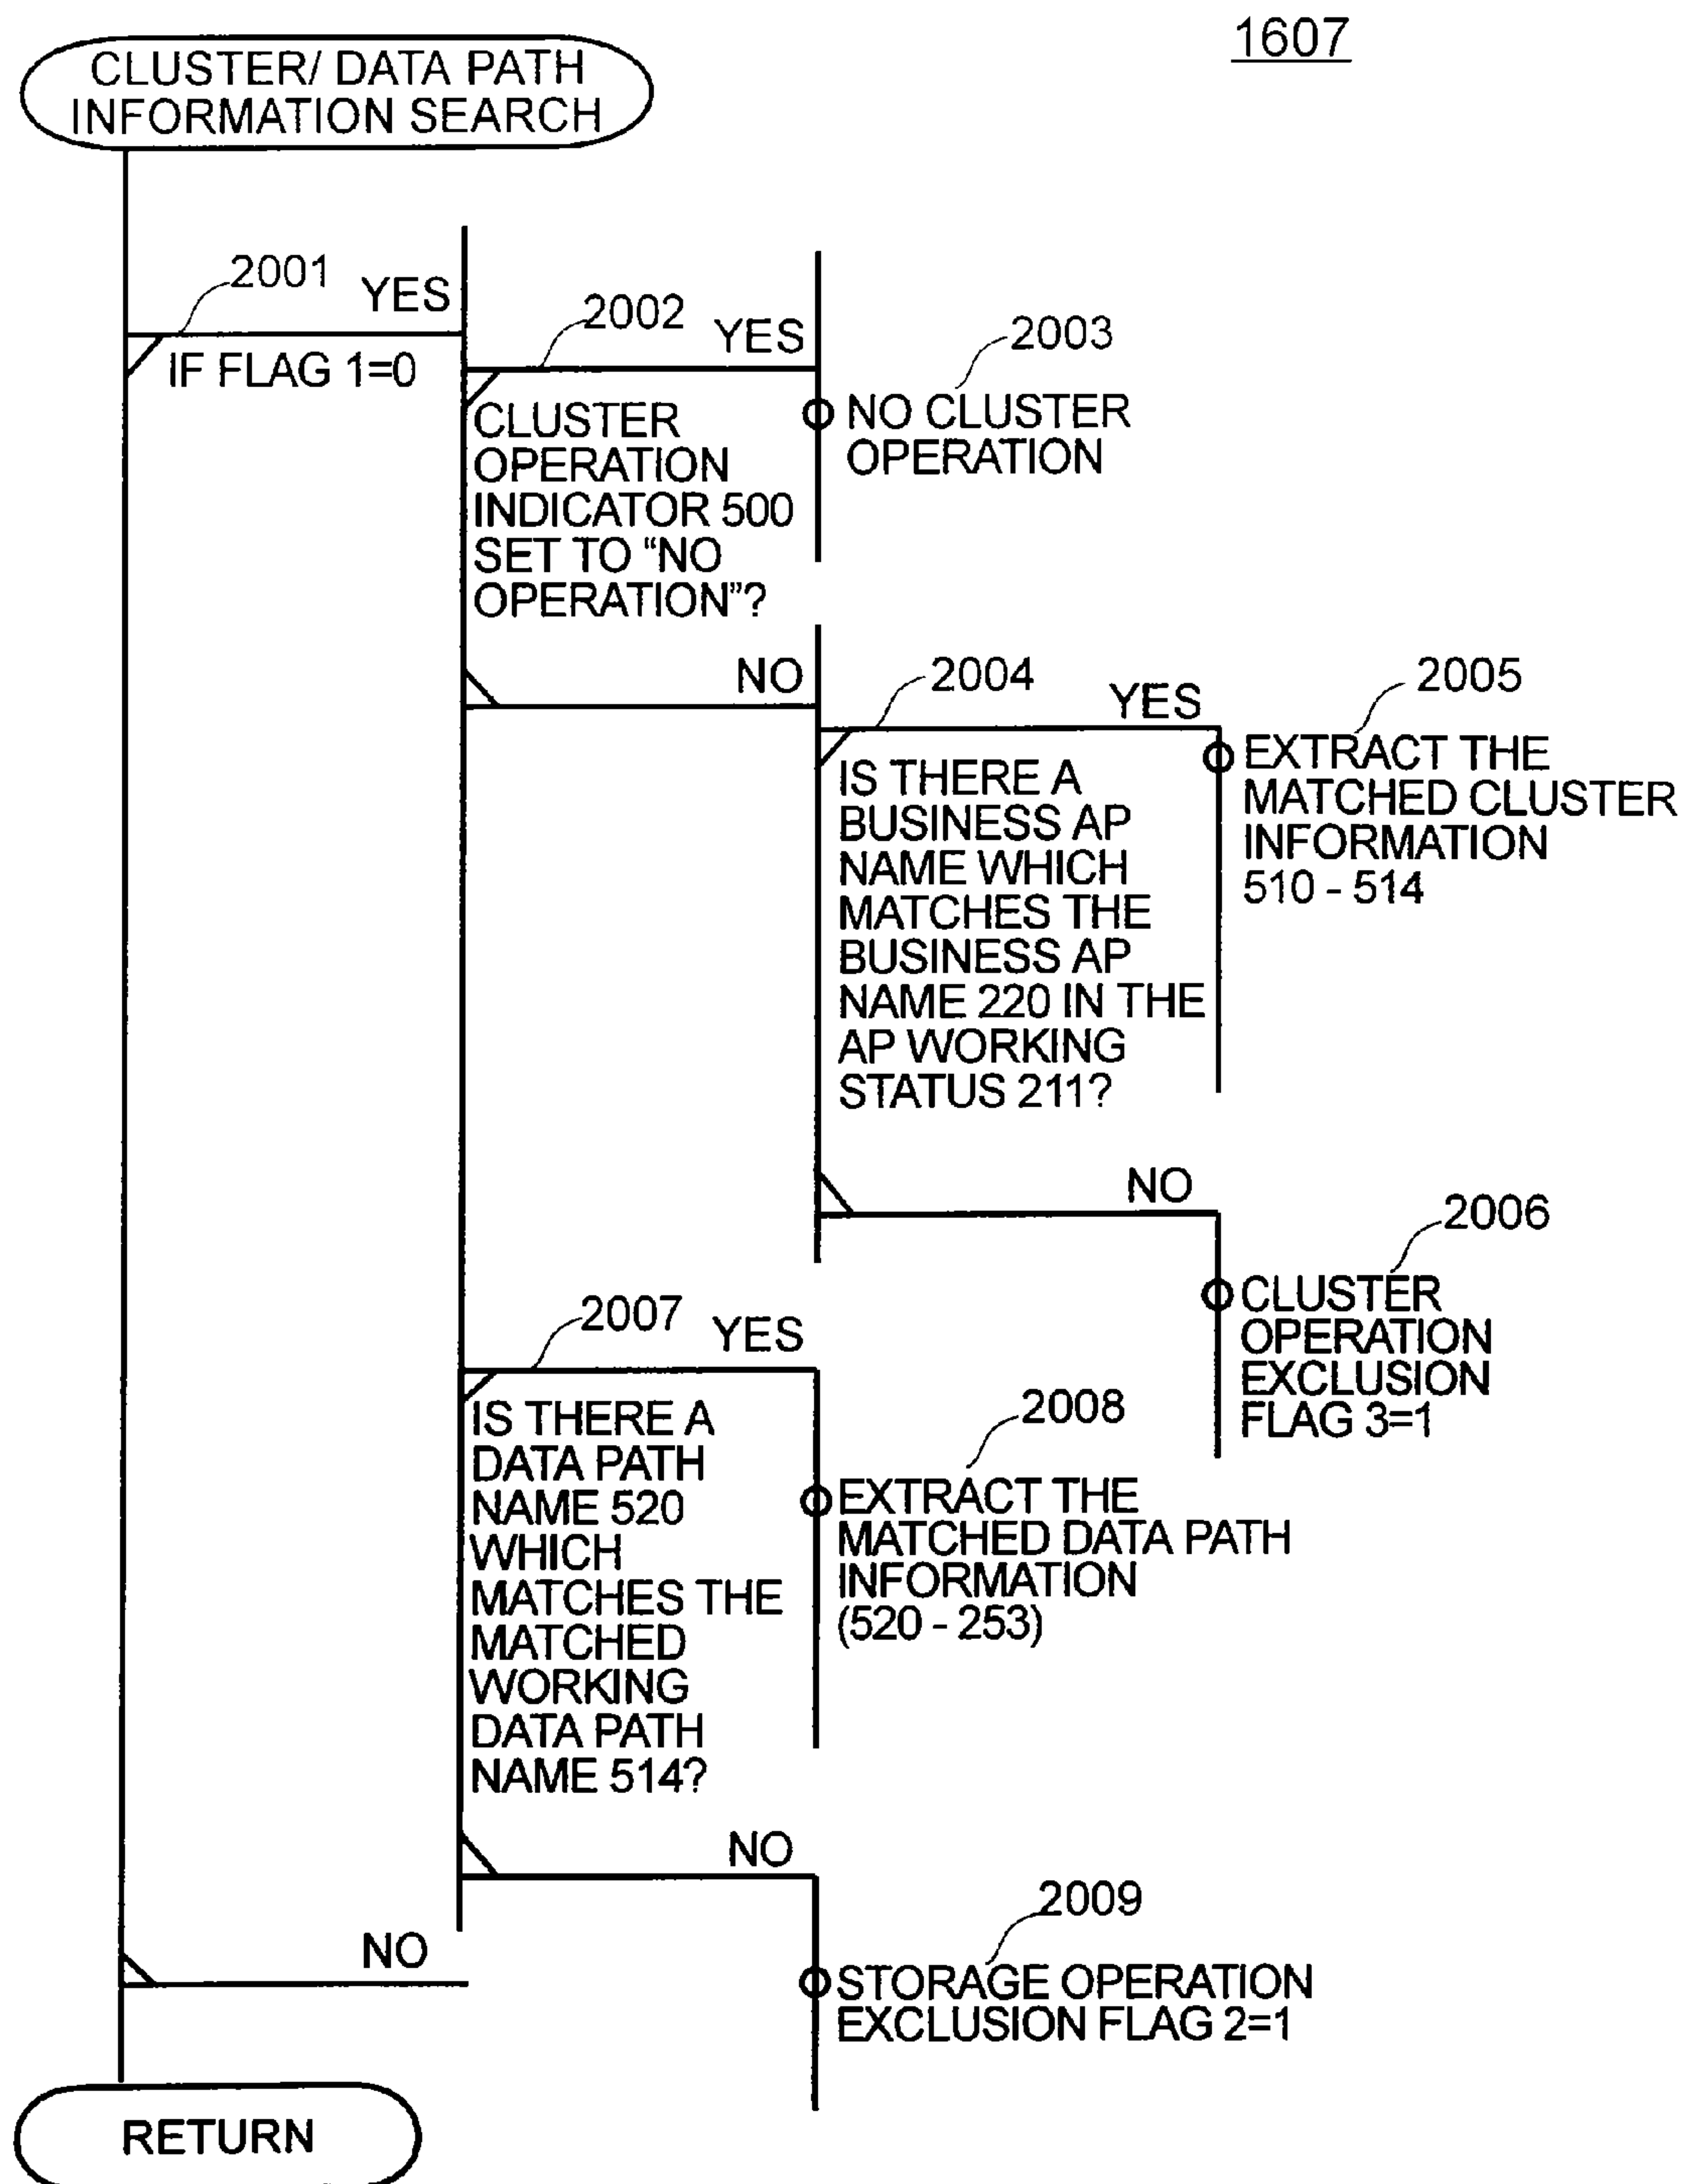 1607
CLUSTER/ DATA PATH
INFORMATION SEARCH
2001
YES
IF FLAG 1=0
2002
YES
CLUSTER
OPERATION
INDICATOR 500
SET TO “NO
OPERATION”?
2003
NO CLUSTER
OPERATION
NO
2004
YES
IS THERE A
BUSINESS AP
NAME WHICH
MATCHES THE
BUSINESS AP
NAME 220 IN THE
AP WORKING
STATUS 211?
2005
EXTRACT THE
MATCHED CLUSTER
INFORMATION
510 - 514
NO
2006
CLUSTER
OPERATION
EXCLUSION
FLAG 3=1
2007
YES
IS THERE A
DATA PATH
NAME 520
WHICH
MATCHES THE
MATCHED
WORKING
DATA PATH
NAME 514?
2008
EXTRACT THE
MATCHED DATA PATH
INFORMATION
(520 - 253)
NO
2009
STORAGE OPERATION
EXCLUSION FLAG 2=1
NO
RETURN